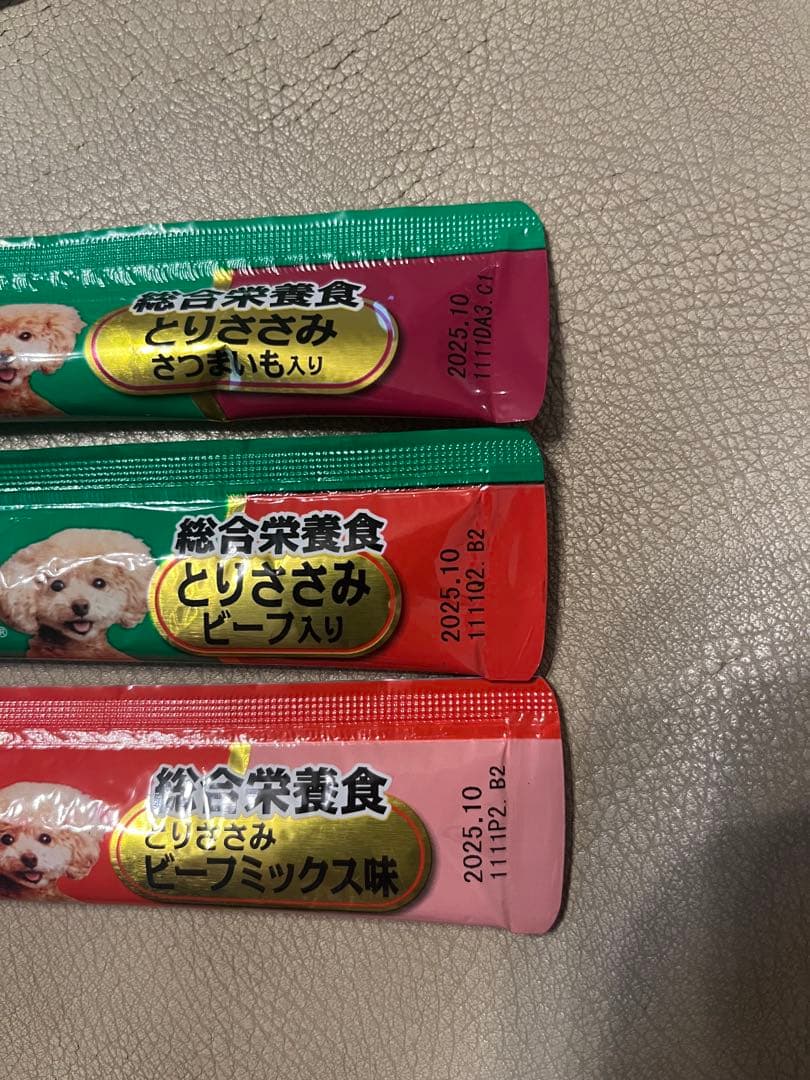 総合栄養食
とりささみ
さつまいも入り
2025.10
1111DA3.C1
総合栄養食
とりささみ
ビーフ入り
2025.10
1111Q2.B2
®
総合栄養食
とりささみ
ビーフミックス味
2025.10
1111P2.B2